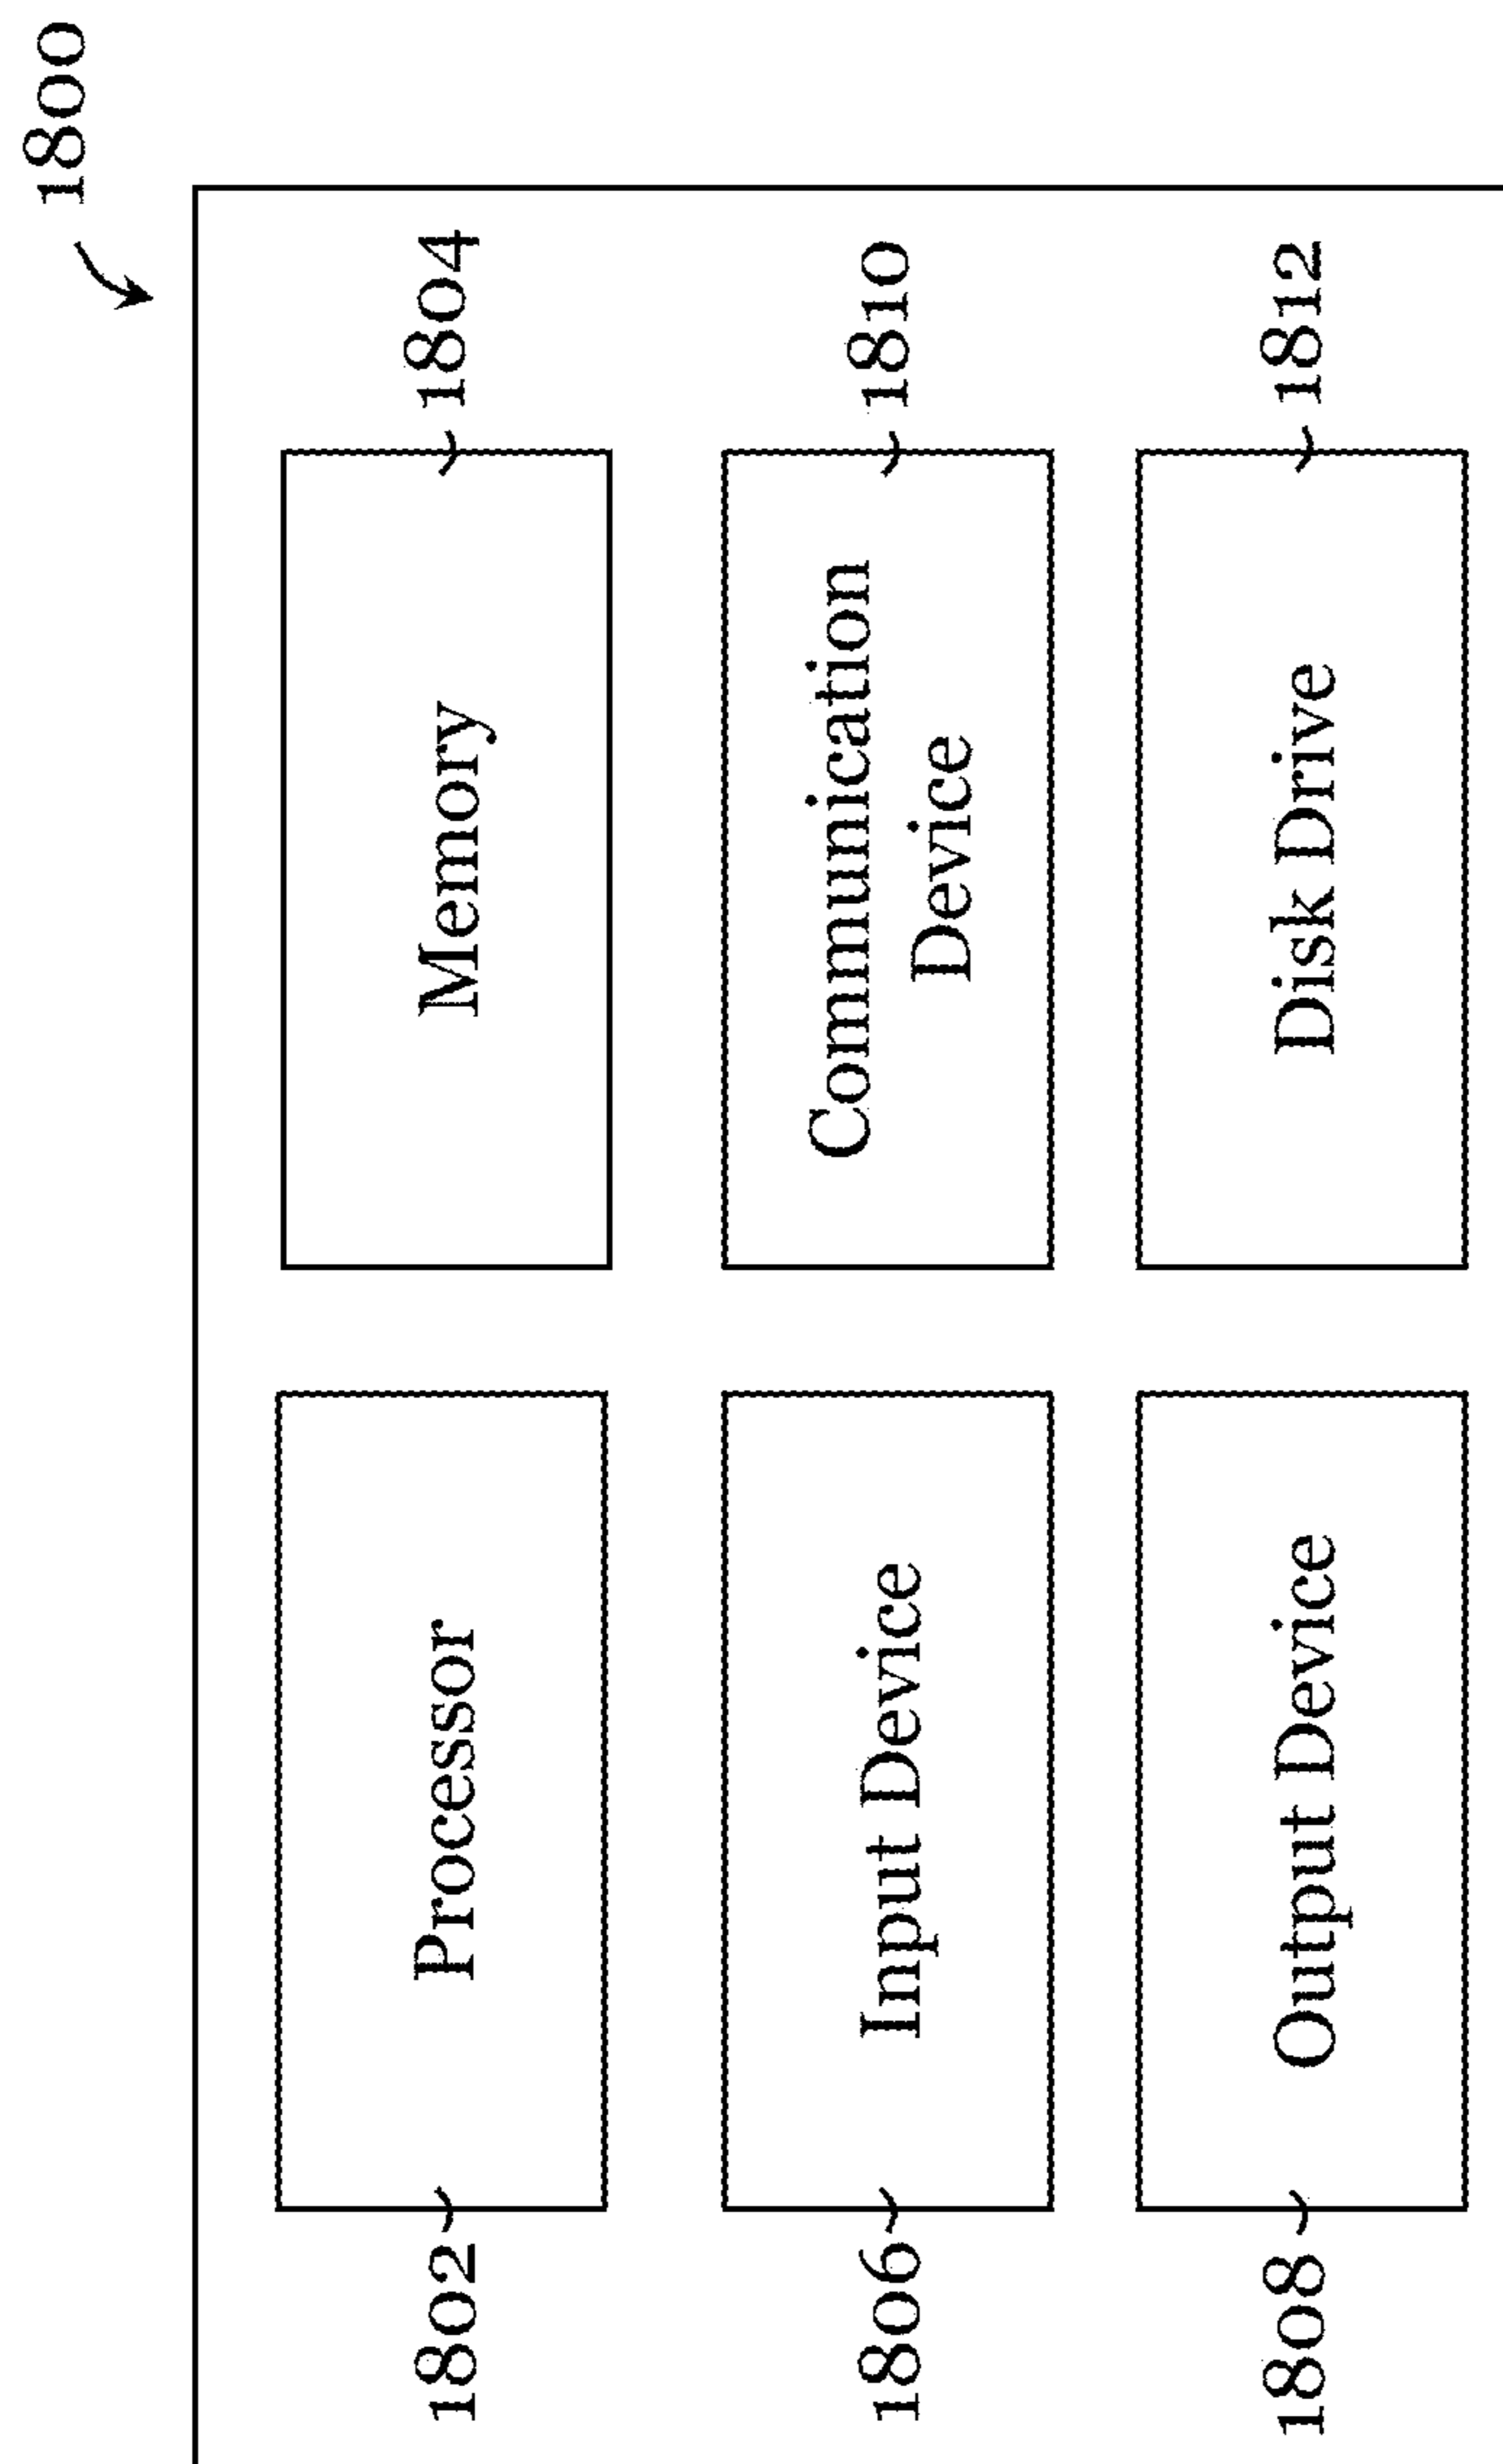 1800
Processor
Memory
1802
1804
Input Device
Communication
Device
1806
1810
Output Device
Disk Drive
1808
1812